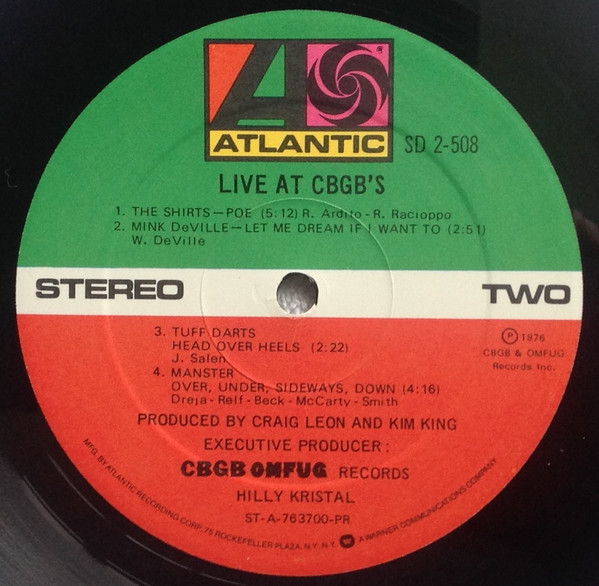 ATLANTIC
SD 2-508
LIVE AT CBGB'S
1. THE SHIRTS—POE (5:12) R. Ardito - R. Racioppo
2. MINK DeVILLE—LET ME DREAM IF I WANT TO (2:51)
W. DeVille
STEREO
TWO
3. TUFF DARTS
HEAD OVER HEELS (2:22)
J. Salen
4. MANSTER
OVER, UNDER, SIDEWAYS, DOWN (4:16)
Dreja - Relf - Beck - McCarty - Smith
℗ 1976
CBGB & OMFUG
Records Inc.
PRODUCED BY CRAIG LEON AND KIM KING
EXECUTIVE PRODUCER:
CBGB OMFUG RECORDS
HILLY KRISTAL
ST-A-763700-PR
MFG. BY ATLANTIC RECORDING CORP. 75 ROCKEFELLER PLAZA, N.Y. N.Y. A WARNER COMMUNICATIONS COMPANY